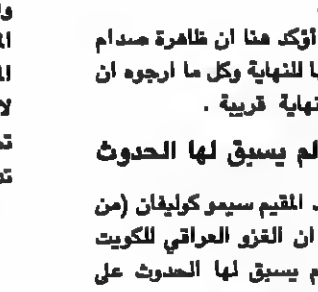 أؤكد هنا ان ظاهرة صدام
ا للنهاية وكل ما ارجوه ان
نهاية قريبة .
لم يسبق لها الحدوث
المقيم سيمو كوليفان (من
ان الغزو العراقي للكويت
م يسبق لها الحدوث على